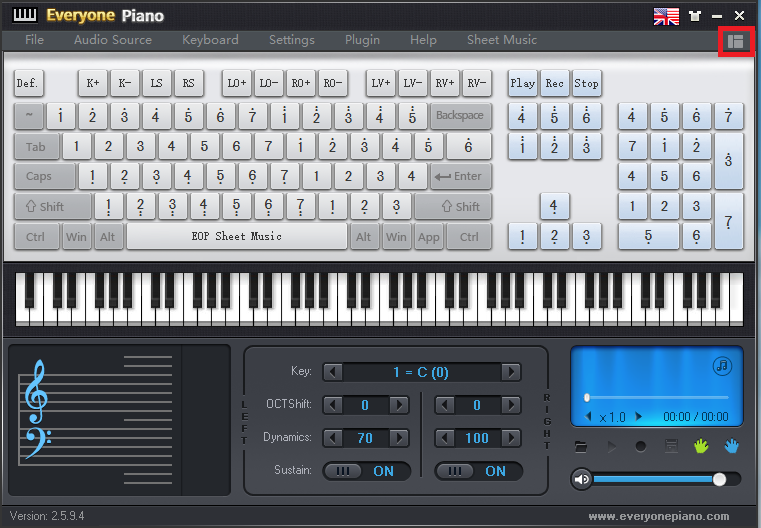 Everyone Piano
File Audio Source Keyboard Settings Plugin Help Sheet Music
Def. K+ K- LS RS LO+ LO- RO+ RO- LV+ LV- RV+ RV- Play Rec Stop
~ 1 2 3 4 5 6 7 1 2 3 4 5 Backspace 4 5 6 4 5 6 7
Tab 1 2 3 4 5 6 7 1 2 3 4 5 6 1 2 3 7 1 2 3
Caps 1 2 3 4 5 6 7 1 2 3 4 Enter 4 5 6
Shift 1 2 3 4 5 6 7 1 2 3 Shift 4 1 2 3 7
Ctrl Win Alt EOP Sheet Music Alt Win App Ctrl 1 2 3 5 6
Key: 1 = C (0)
OCTShift: 0 0
Dynamics: 70 100
Sustain: ON ON
LEFT
RIGHT
x 1.0 00:00 / 00:00
Version: 2.5.9.4 www.everyonepiano.com